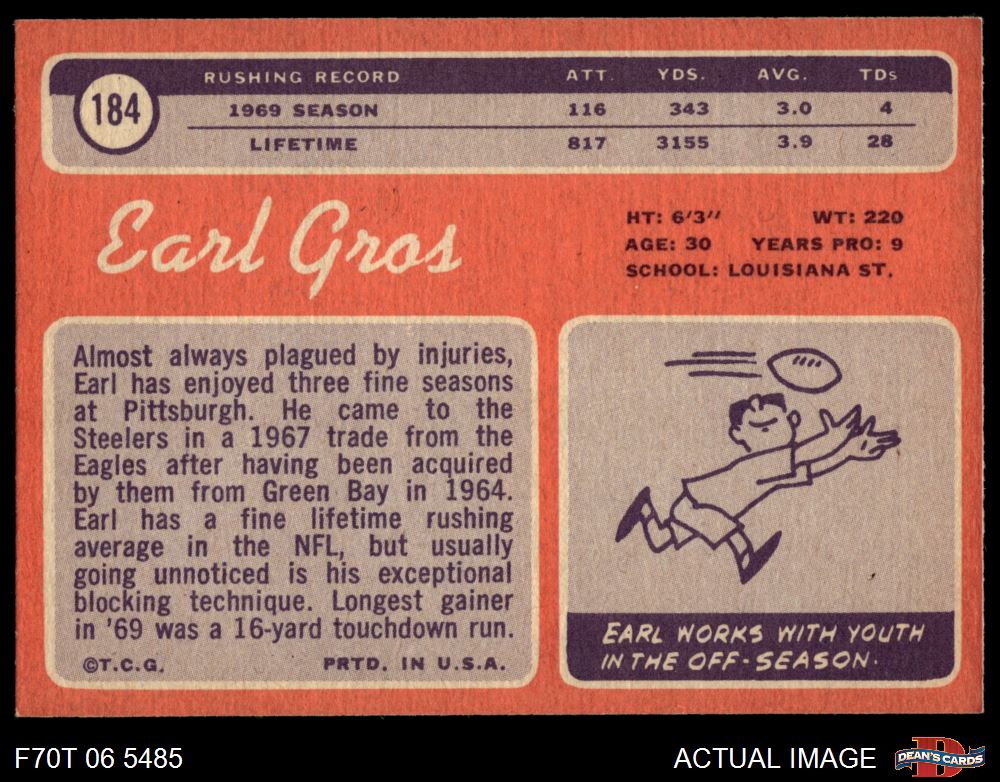 184
RUSHING RECORD ATT. YDS. AVG. TDs
1969 SEASON 116 343 3.0 4
LIFETIME 817 3155 3.9 28
Earl Gros
HT: 6'3" WT: 220
AGE: 30 YEARS PRO: 9
SCHOOL: LOUISIANA ST.
Almost always plagued by injuries,
Earl has enjoyed three fine seasons
at Pittsburgh. He came to the
Steelers in a 1967 trade from the
Eagles after having been acquired
by them from Green Bay in 1964.
Earl has a fine lifetime rushing
average in the NFL, but usually
going unnoticed is his exceptional
blocking technique. Longest gainer
in '69 was a 16-yard touchdown run.
©T.C.G. PRTD. IN U.S.A.
EARL WORKS WITH YOUTH
IN THE OFF-SEASON.
F70T 06 5485
ACTUAL IMAGE
D
DEAN'S CARDS